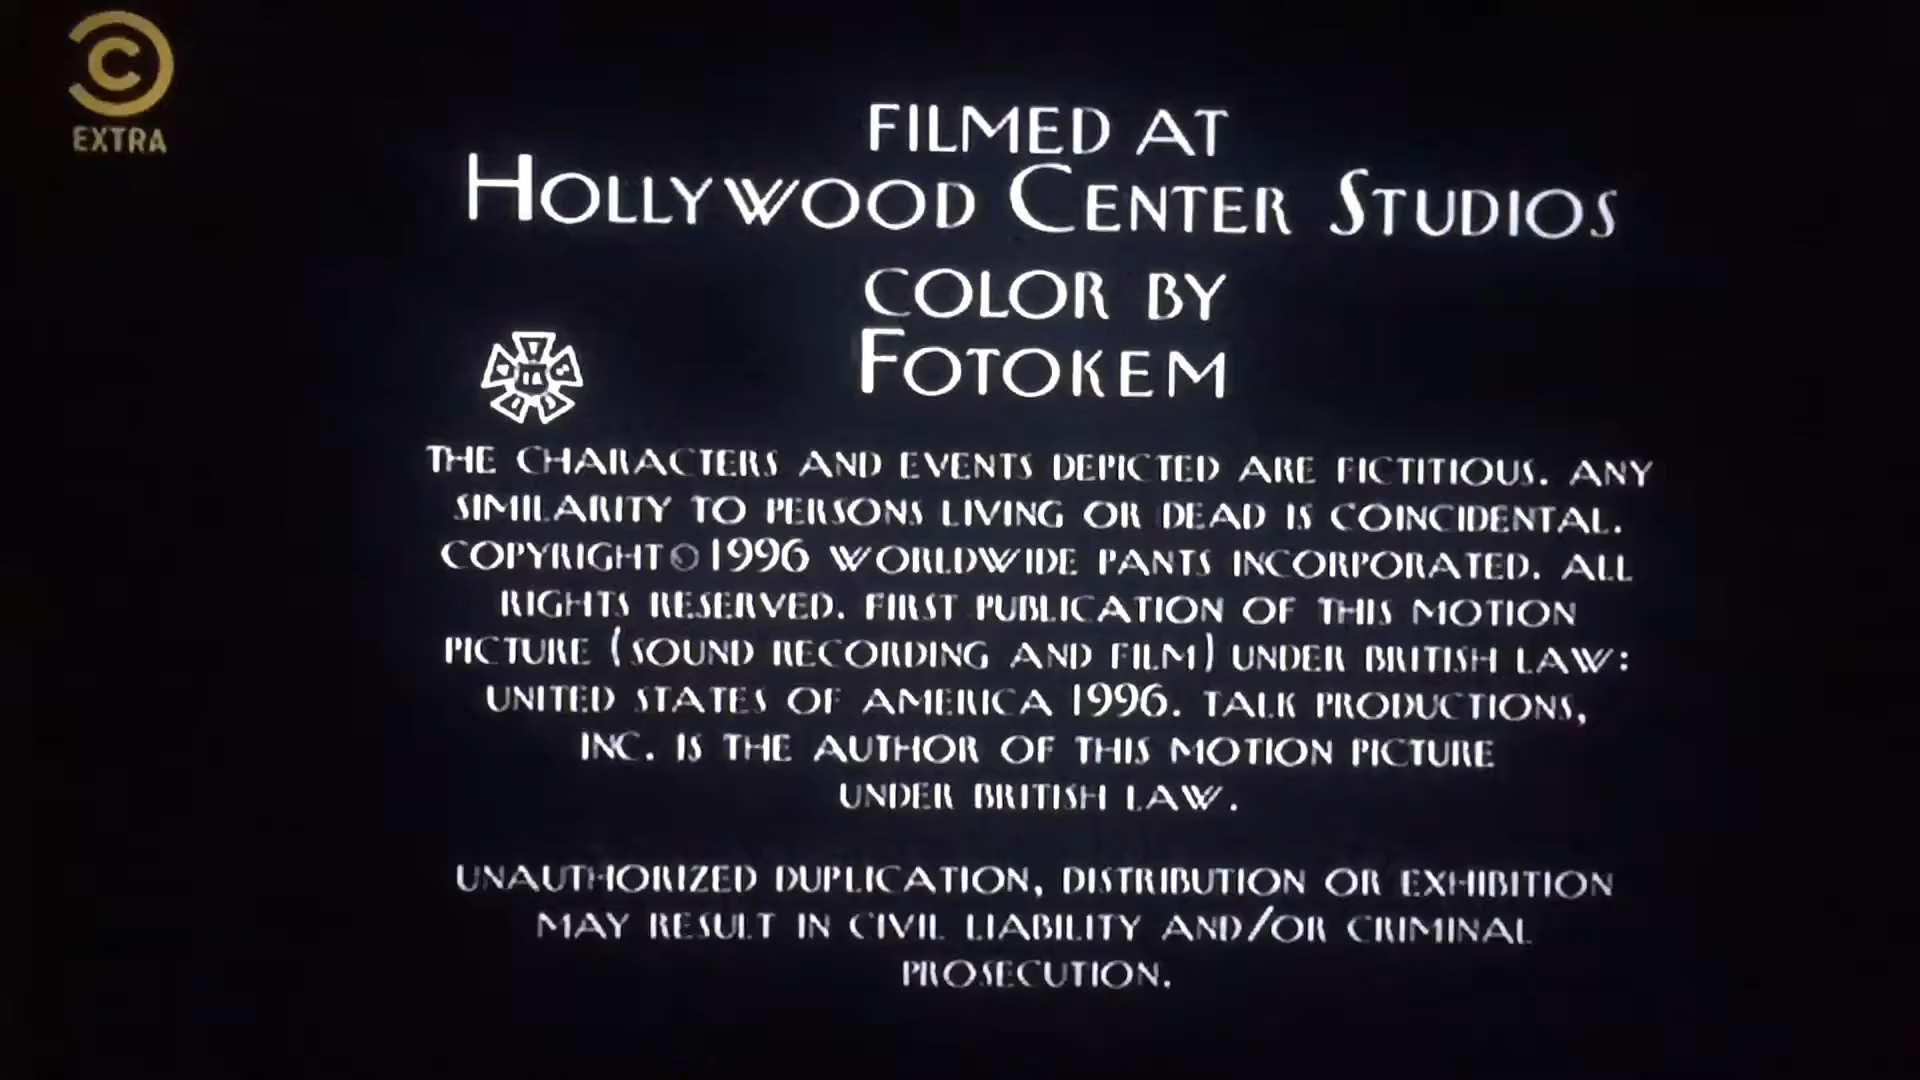 C
EXTRA
FILMED AT
HOLLYWOOD CENTER STUDIOS
COLOR BY
FOTOKEM
THE CHARACTERS AND EVENTS DEPICTED ARE FICTITIOUS. ANY
SIMILARITY TO PERSONS LIVING OR DEAD IS COINCIDENTAL.
COPYRIGHT © 1996 WORLDWIDE PANTS INCORPORATED. ALL
RIGHTS RESERVED. FIRST PUBLICATION OF THIS MOTION
PICTURE (SOUND RECORDING AND FILM) UNDER BRITISH LAW:
UNITED STATES OF AMERICA 1996. TALK PRODUCTIONS,
INC. IS THE AUTHOR OF THIS MOTION PICTURE
UNDER BRITISH LAW.
UNAUTHORIZED DUPLICATION, DISTRIBUTION OR EXHIBITION
MAY RESULT IN CIVIL LIABILITY AND/OR CRIMINAL
PROSECUTION.